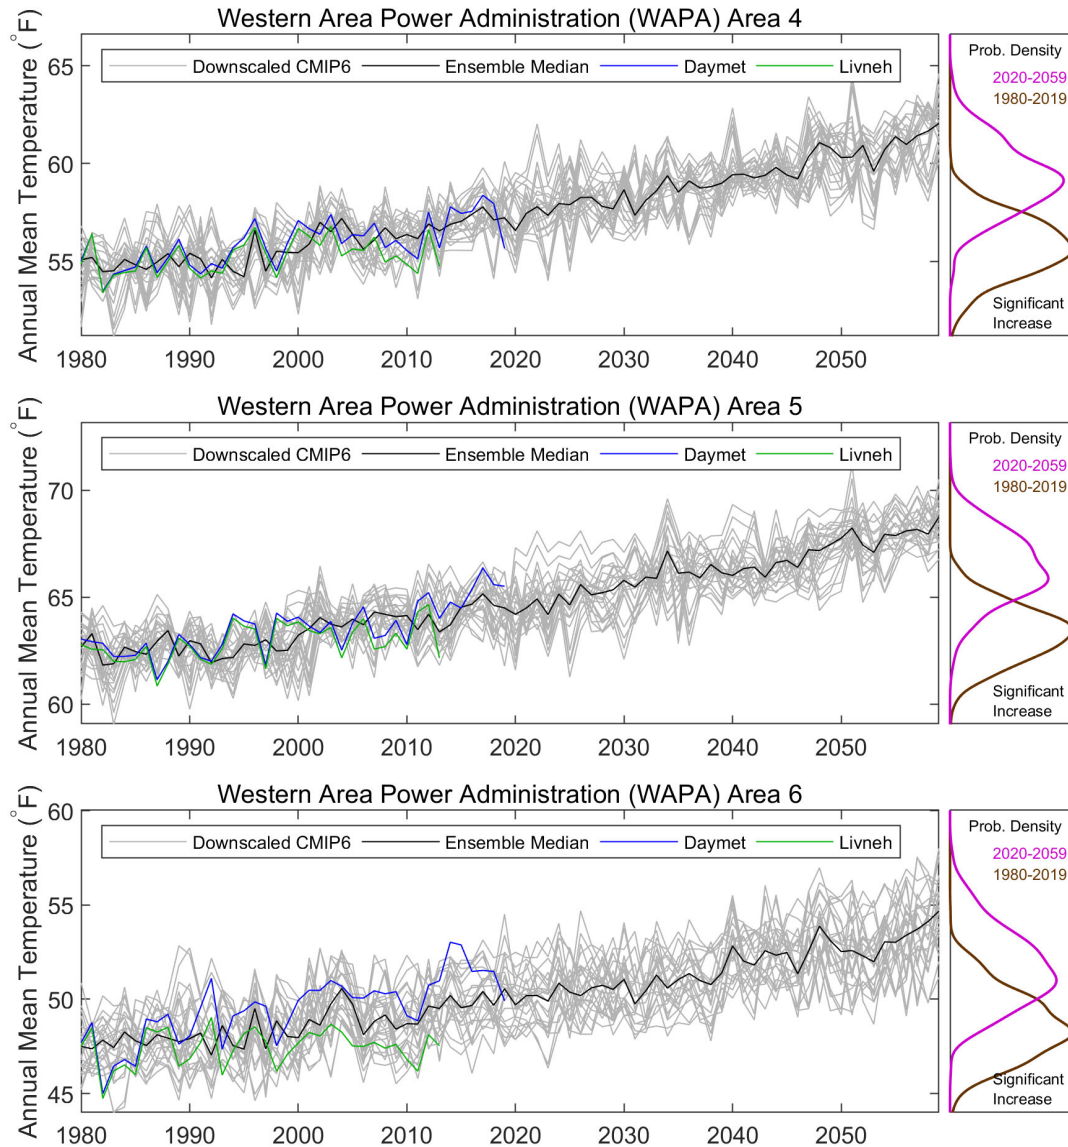 Western Area Power Administration (WAPA) Area 4
Annual Mean Temperature (°F)
65
60
55
Downscaled CMIP6 Ensemble Median Daymet Livneh
1980 1990 2000 2010 2020 2030 2040 2050
Prob. Density
2020-2059
1980-2019
Significant
Increase
Western Area Power Administration (WAPA) Area 5
Annual Mean Temperature (°F)
70
65
60
Downscaled CMIP6 Ensemble Median Daymet Livneh
1980 1990 2000 2010 2020 2030 2040 2050
Prob. Density
2020-2059
1980-2019
Significant
Increase
Western Area Power Administration (WAPA) Area 6
Annual Mean Temperature (°F)
60
55
50
45
Downscaled CMIP6 Ensemble Median Daymet Livneh
1980 1990 2000 2010 2020 2030 2040 2050
Prob. Density
2020-2059
1980-2019
Significant
Increase